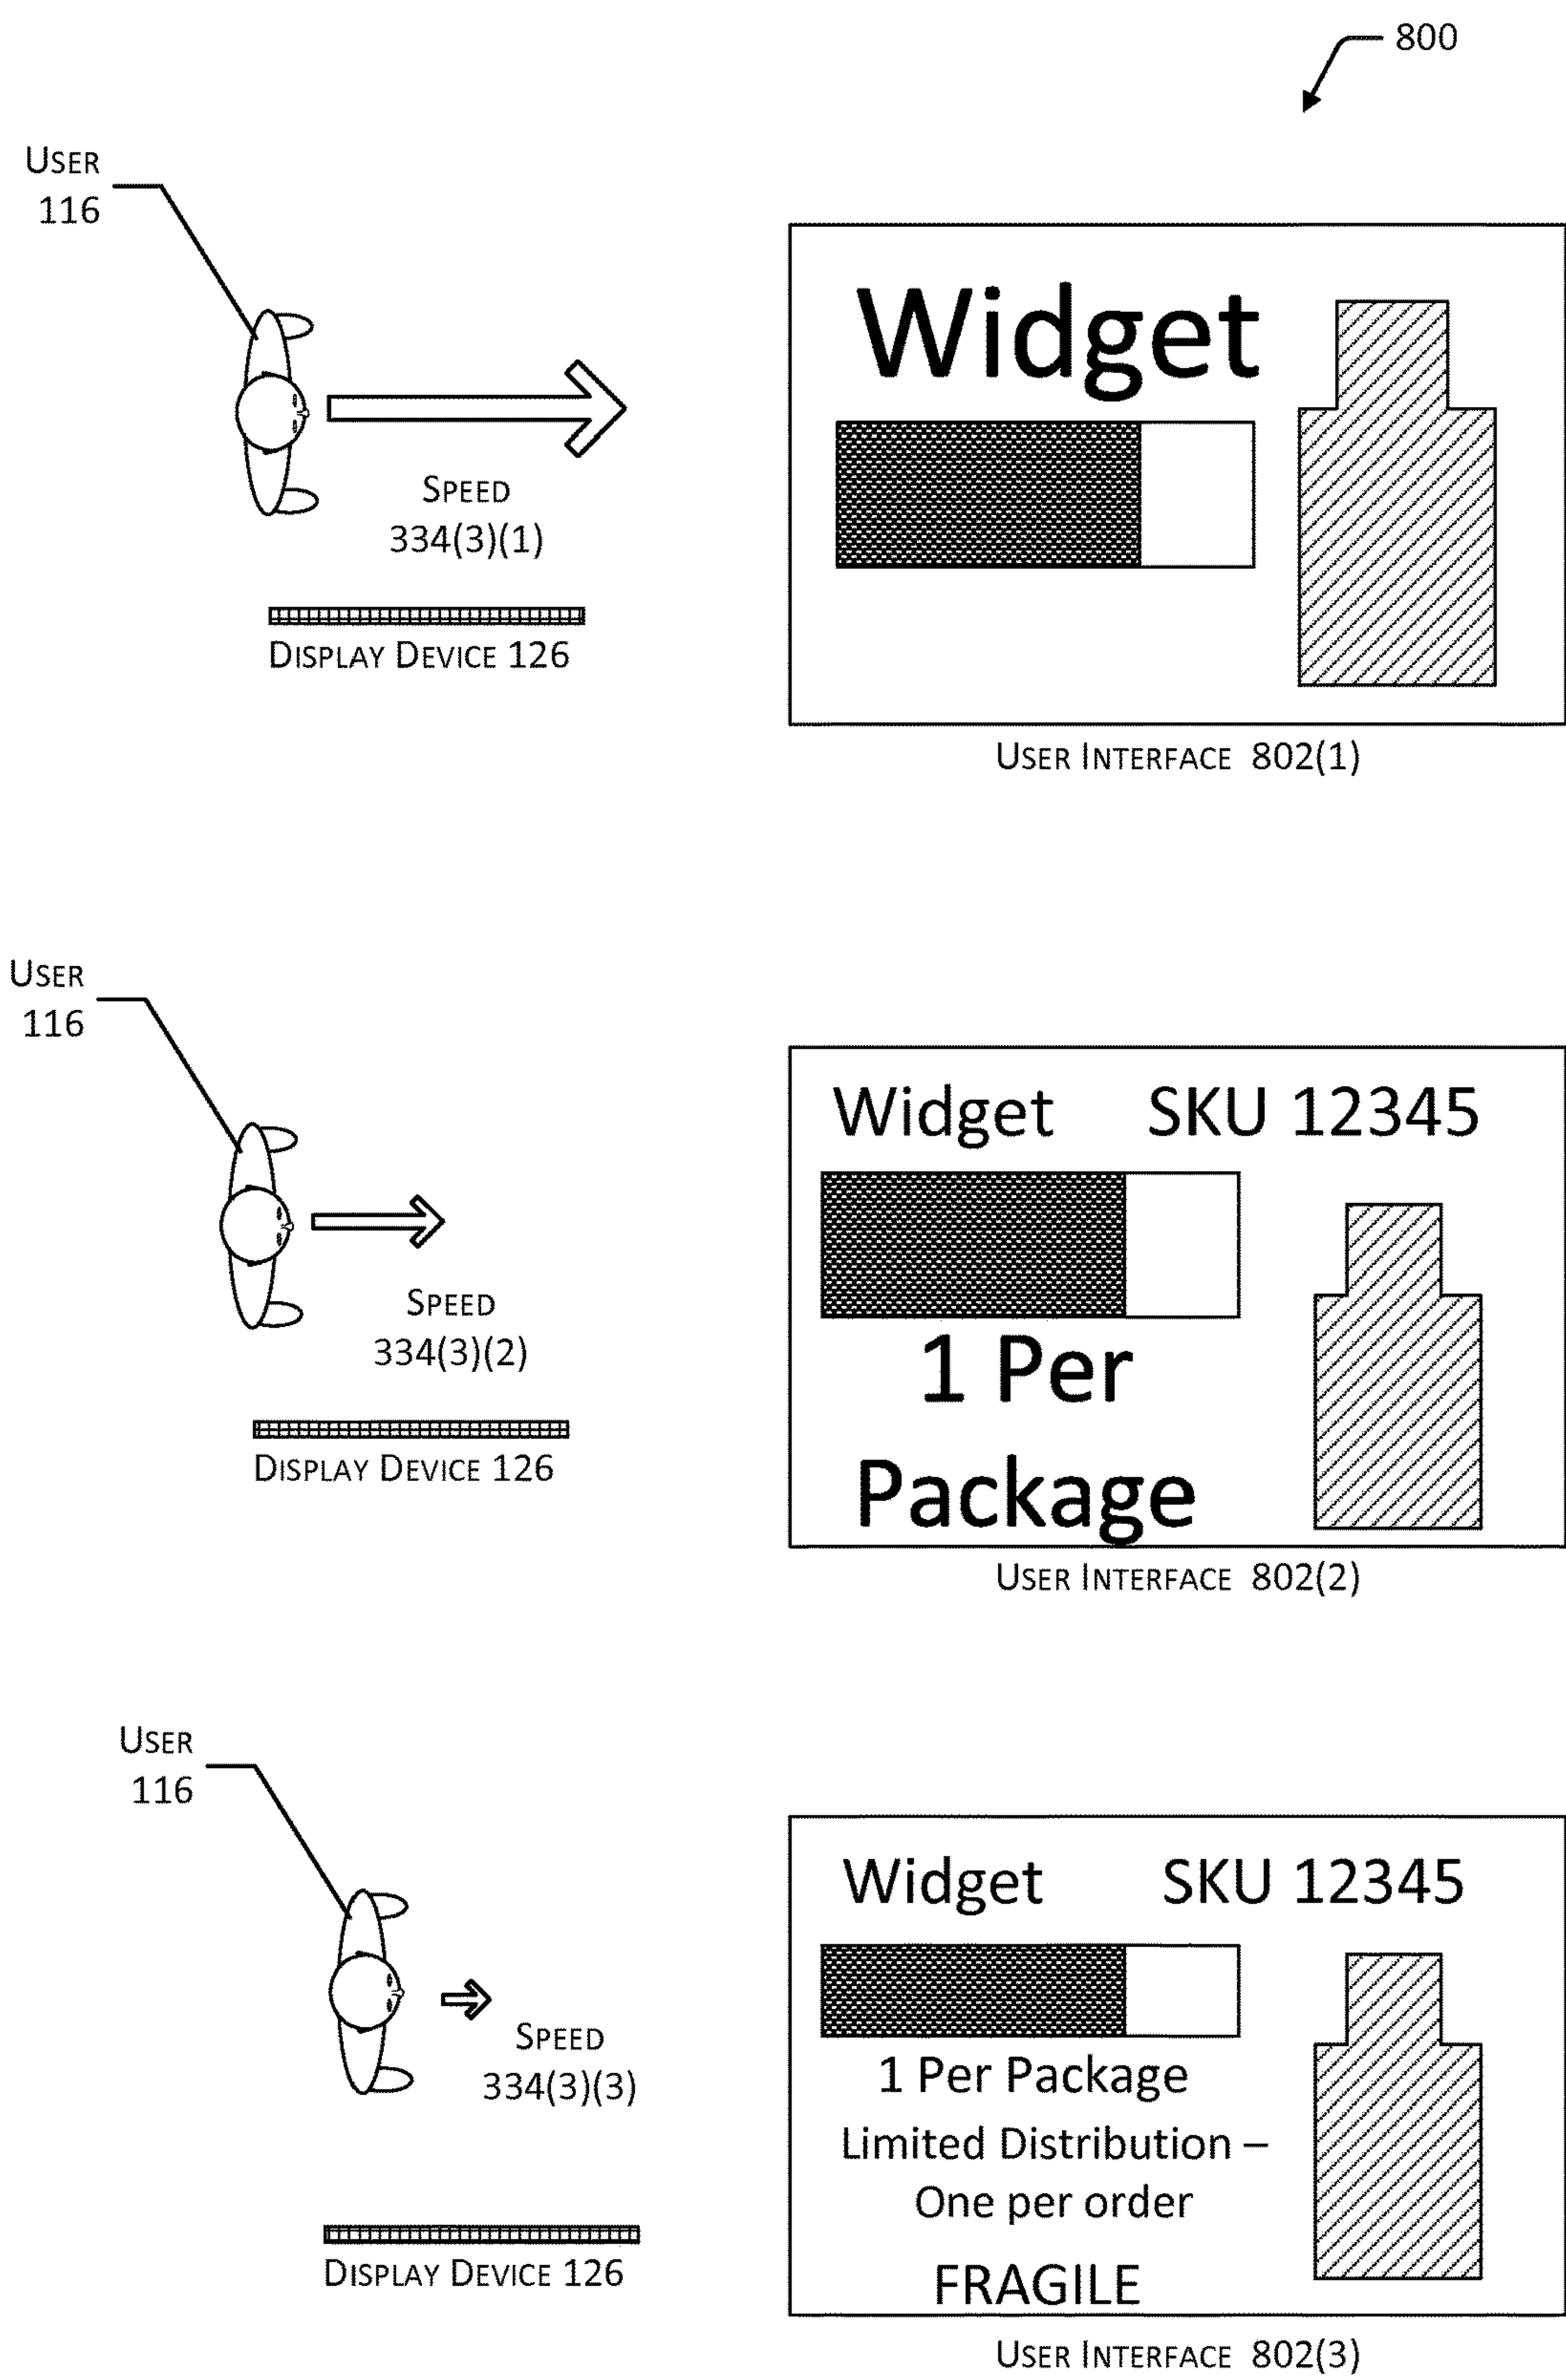 800
User
116
Speed
334(3)(1)
Display Device 126
Widget
User Interface 802(1)
User
116
Speed
334(3)(2)
Display Device 126
Widget SKU 12345
1 Per
Package
User Interface 802(2)
User
116
Speed
334(3)(3)
Display Device 126
Widget SKU 12345
1 Per Package
Limited Distribution –
One per order
FRAGILE
User Interface 802(3)